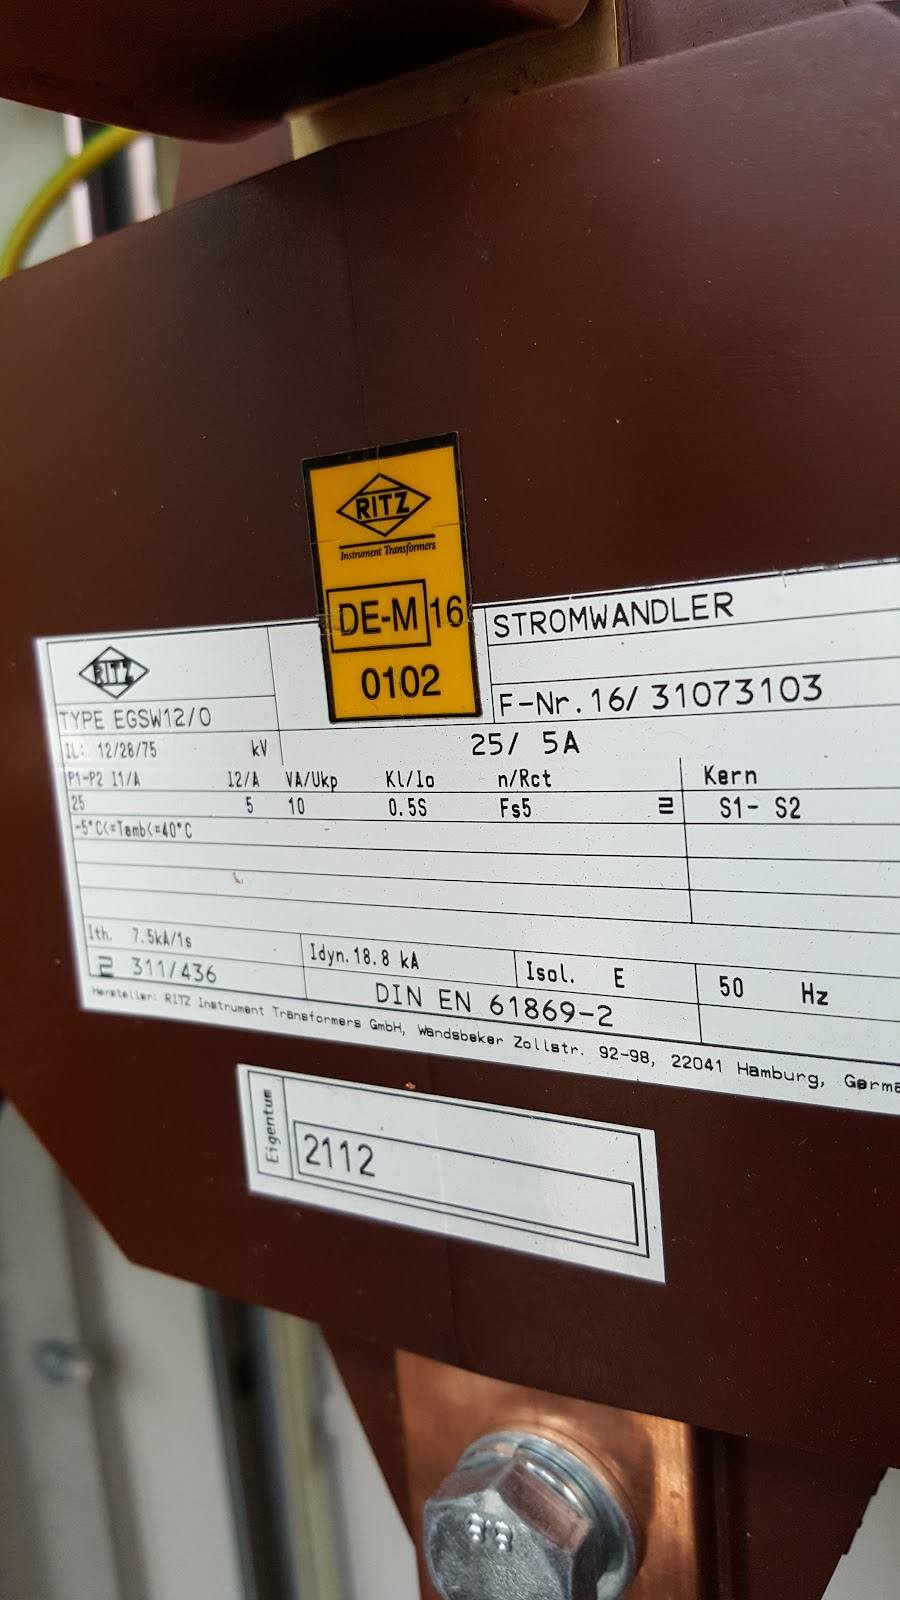 RITZ
Instrument Transformers
DE-M 16
0102
RITZ
STROMWANDLER
TYPE EGSW12/0
F-Nr. 16/ 31073103
IL: 12/28/75 kV
25/ 5A
P1-P2 I1/A I2/A VA/Ukp Kl/Io n/Rct Kern
25 5 10 0.5S Fs5 S1- S2
-5°C<=Tamb<=40°C
Ith. 7.5kA/1s
Idyn. 18.8 kA
Isol. E
50 Hz
311/436
DIN EN 61869-2
Hersteller: RITZ Instrument Transformers GmbH, Wandsbeker Zollstr. 92-98, 22041 Hamburg, Germa
Eigentum
2112
8.8